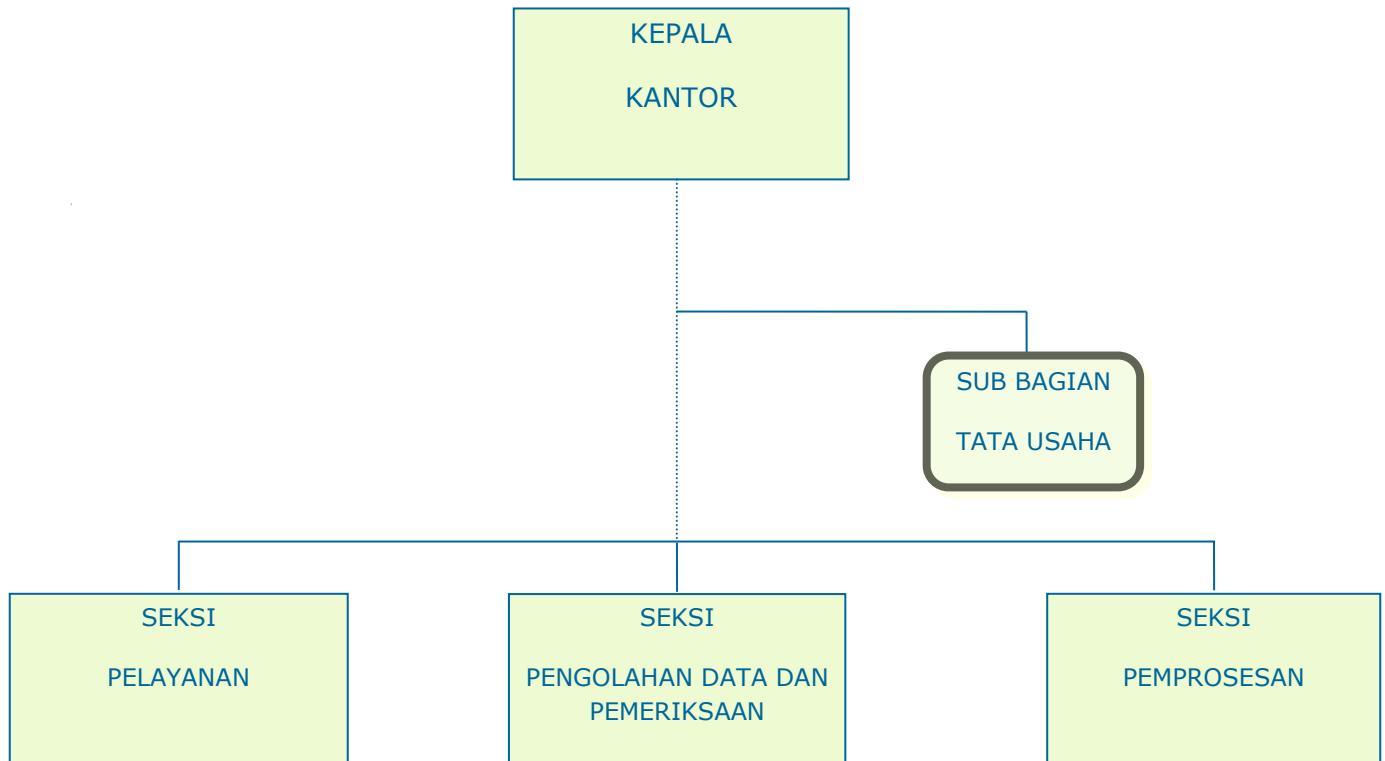 KEPALA
KANTOR
SUB BAGIAN
TATA USAHA
SEKSI
PELAYANAN
SEKSI
PENGOLAHAN DATA DAN
PEMERIKSAAN
SEKSI
PEMPROSESAN